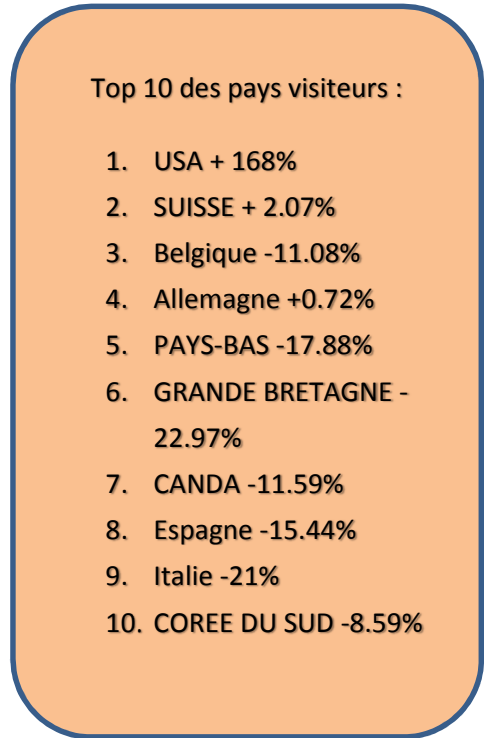 Top 10 des pays visiteurs :
1. USA + 168%
2. SUISSE + 2.07%
3. Belgique -11.08%
4. Allemagne +0.72%
5. PAYS-BAS -17.88%
6. GRANDE BRETAGNE -
22.97%
7. CANDA -11.59%
8. Espagne -15.44%
9. Italie -21%
10. COREE DU SUD -8.59%